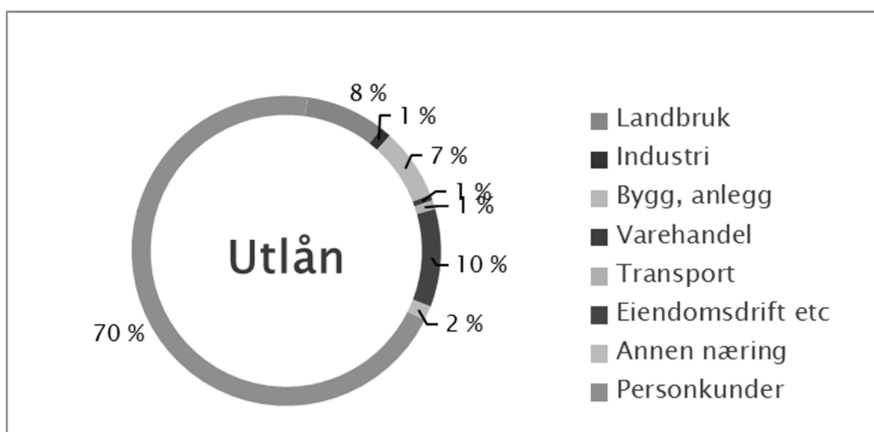 8 %
1 %
7 %
1 %
1 %
10 %
2 %
70 %
Utlån
Landbruk
Industri
Bygg, anlegg
Varehandel
Transport
Eiendomsdrift etc
Annen næring
Personkunder